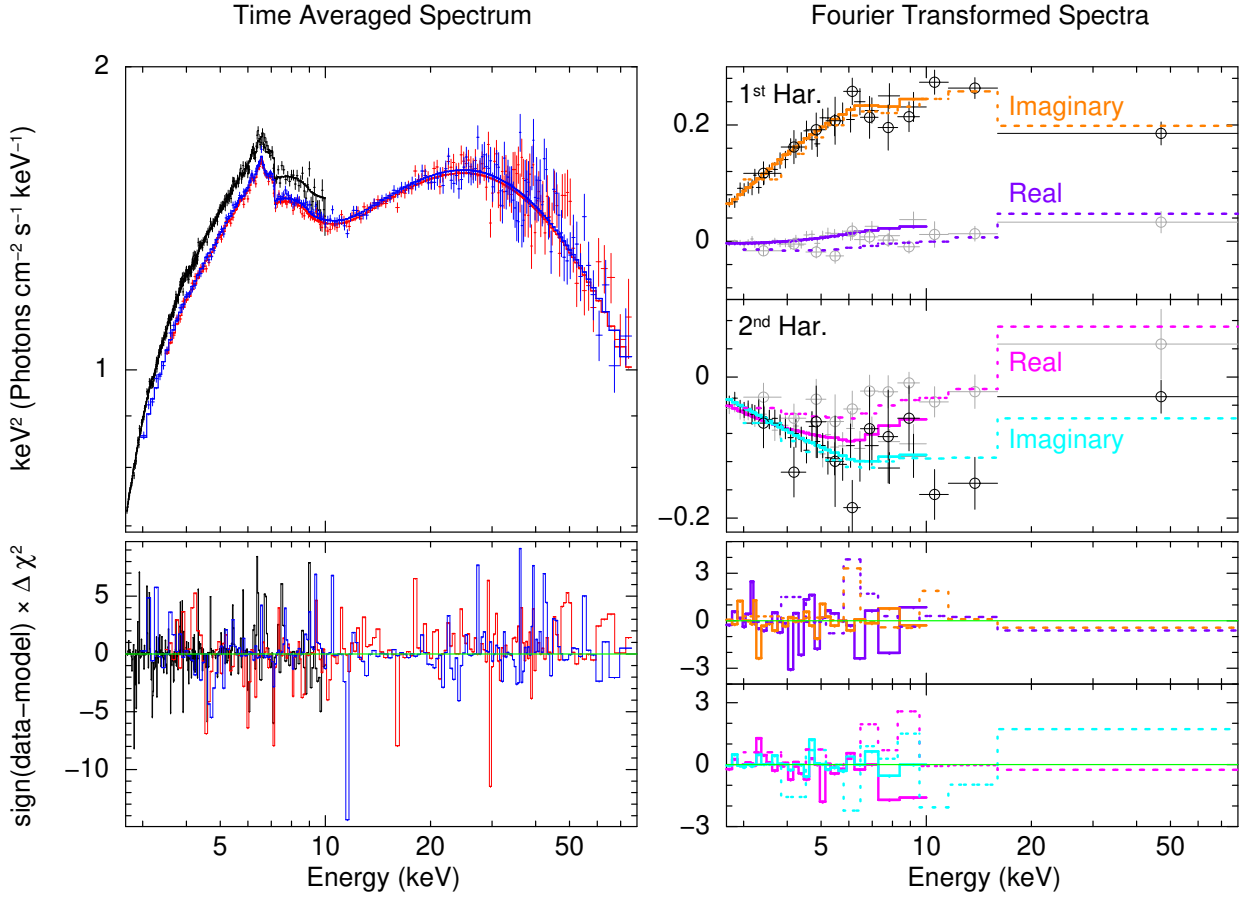 Time Averaged Spectrum
Fourier Transformed Spectra
keV² (Photons cm⁻² s⁻¹ keV⁻¹)
2
1
1ˢᵗ Har.
Imaginary
Real
0.2
0
2ⁿᵈ Har.
Real
Imaginary
0
−0.2
sign(data−model) × Δ χ²
5
0
−5
−10
3
0
−3
3
0
−3
5 10 20 50
5 10 20 50
Energy (keV)
Energy (keV)